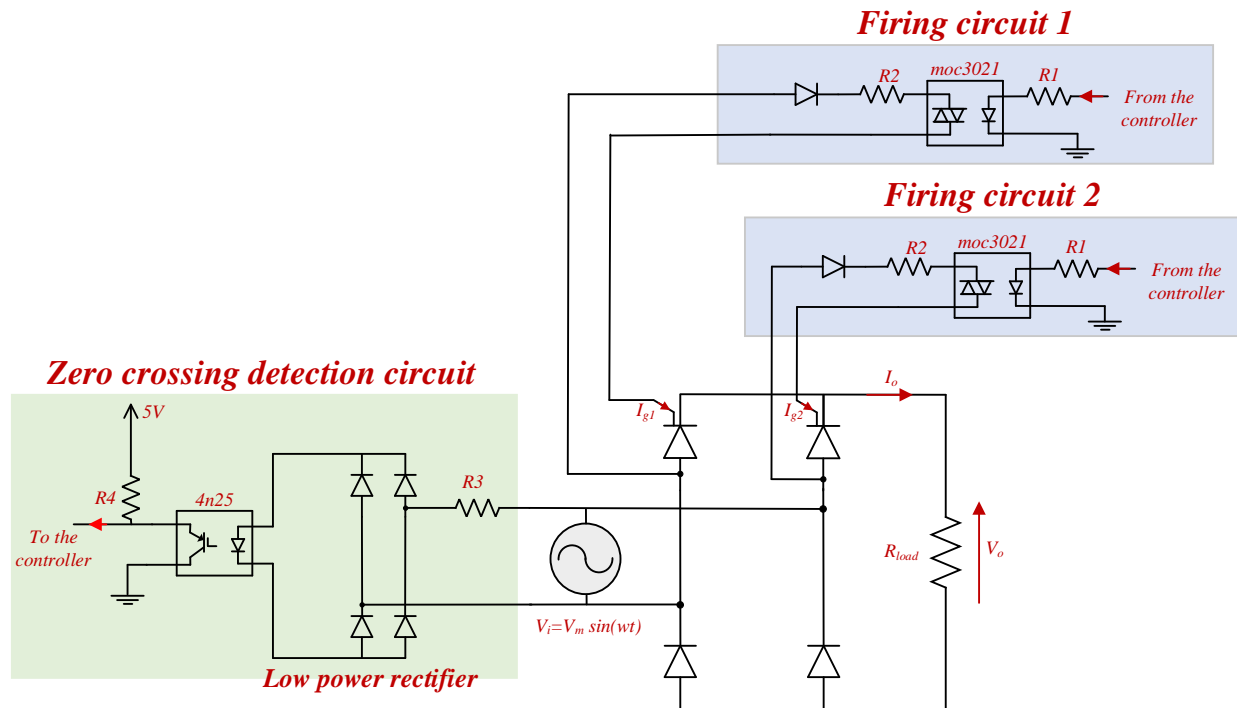 Firing circuit 1
R2
moc3021
R1
From the
controller
Firing circuit 2
R2
moc3021
R1
From the
controller
Zero crossing detection circuit
5V
R4
4n25
To the
controller
R3
Low power rectifier
Vi=Vm sin(wt)
Ig1
Ig2
Io
Rload
Vo